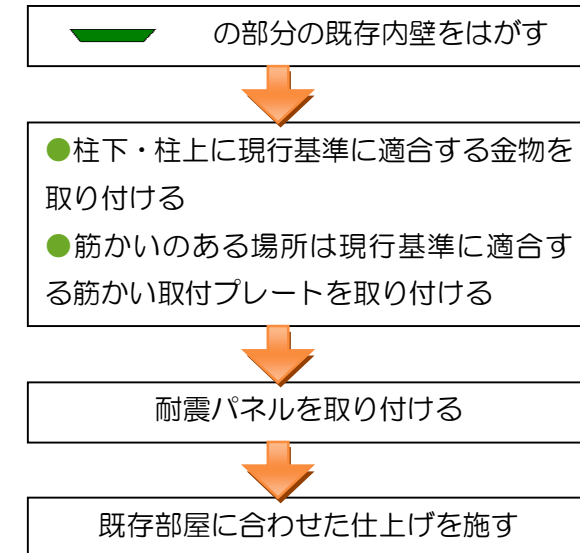 の部分の既存内壁をはがす
●柱下・柱上に現行基準に適合する金物を
取り付ける
●筋かいのある場所は現行基準に適合す
る筋かい取付プレートを取り付ける
耐震パネルを取り付ける
既存部屋に合わせた仕上げを施す